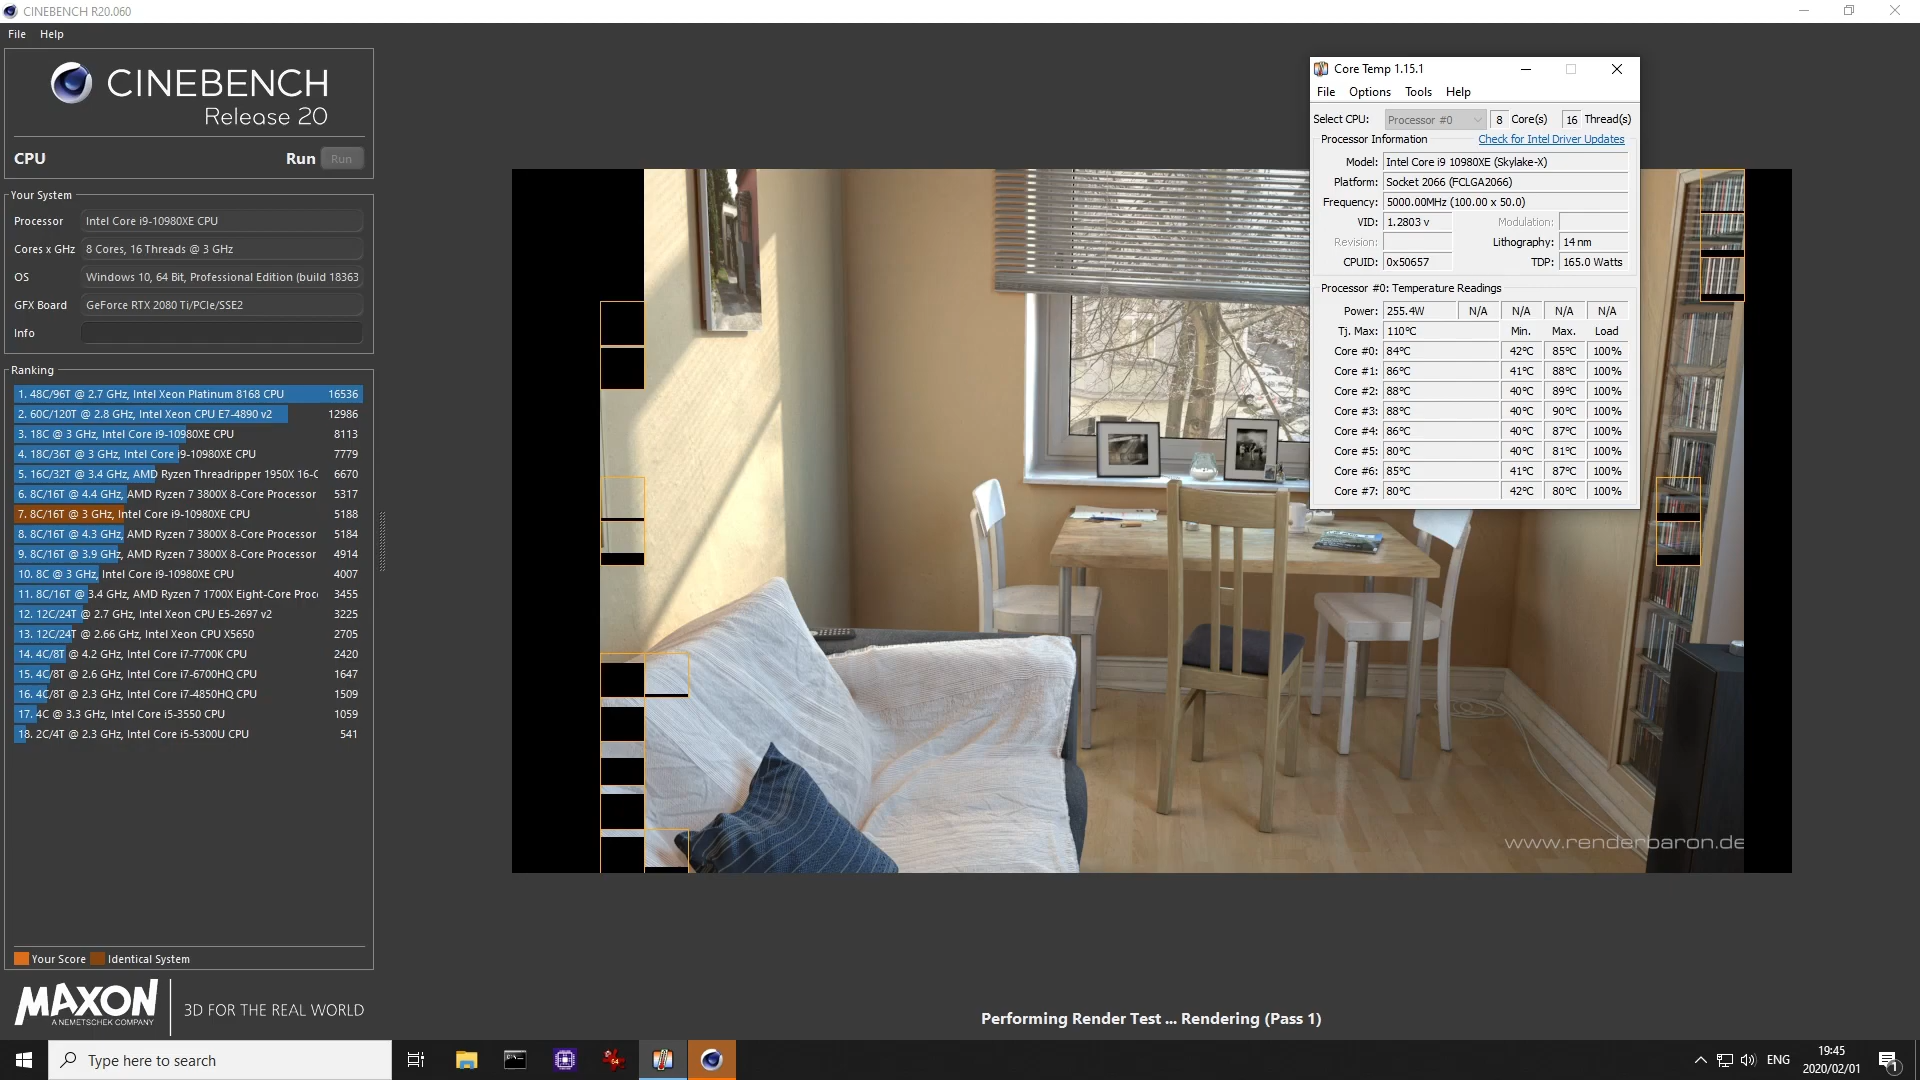 CINEBENCH R20.060
File Help
CINEBENCH
Release 20
CPU Run Run
Your System
Processor Intel Core i9-10980XE CPU
Cores x GHz 8 Cores, 16 Threads @ 3 GHz
OS Windows 10, 64 Bit, Professional Edition (build 18363
GFX Board GeForce RTX 2080 Ti/PCIe/SSE2
Info
Ranking
1. 48C/96T @ 2.7 GHz, Intel Xeon Platinum 8168 CPU 16536
2. 60C/120T @ 2.8 GHz, Intel Xeon CPU E7-4890 v2 12986
3. 18C @ 3 GHz, Intel Core i9-10980XE CPU 8113
4. 18C/36T @ 3 GHz, Intel Core i9-10980XE CPU 7779
5. 16C/32T @ 3.4 GHz, AMD Ryzen Threadripper 1950X 16-C 6670
6. 8C/16T @ 4.4 GHz, AMD Ryzen 7 3800X 8-Core Processor 5317
7. 8C/16T @ 3 GHz, Intel Core i9-10980XE CPU 5188
8. 8C/16T @ 4.3 GHz, AMD Ryzen 7 3800X 8-Core Processor 5184
9. 8C/16T @ 3.9 GHz, AMD Ryzen 7 3800X 8-Core Processor 4914
10. 8C @ 3 GHz, Intel Core i9-10980XE CPU 4007
11. 8C/16T @ 3.4 GHz, AMD Ryzen 7 1700X Eight-Core Proc 3455
12. 12C/24T @ 2.7 GHz, Intel Xeon CPU E5-2697 v2 3225
13. 12C/24T @ 2.66 GHz, Intel Xeon CPU X5650 2705
14. 4C/8T @ 4.2 GHz, Intel Core i7-7700K CPU 2420
15. 4C/8T @ 2.6 GHz, Intel Core i7-6700HQ CPU 1647
16. 4C/8T @ 2.3 GHz, Intel Core i7-4850HQ CPU 1509
17. 4C @ 3.3 GHz, Intel Core i5-3550 CPU 1059
18. 2C/4T @ 2.3 GHz, Intel Core i5-5300U CPU 541
Your Score Identical System
MAXON
A NEMETSCHEK COMPANY
3D FOR THE REAL WORLD
Core Temp 1.15.1
File Options Tools Help
Select CPU: Processor #0 8 Core(s) 16 Thread(s)
Processor Information Check for Intel Driver Updates
Model: Intel Core i9 10980XE (Skylake-X)
Platform: Socket 2066 (FCLGA2066)
Frequency: 5000.00MHz (100.00 x 50.0)
VID: 1.2803 v Modulation:
Revision: Lithography: 14 nm
CPUID: 0x50657 TDP: 165.0 Watts
Processor #0: Temperature Readings
Power: 255.4W N/A N/A N/A N/A
Tj. Max: 110°C Min. Max. Load
Core #0: 84°C 42°C 85°C 100%
Core #1: 86°C 41°C 88°C 100%
Core #2: 88°C 40°C 89°C 100%
Core #3: 88°C 40°C 90°C 100%
Core #4: 86°C 40°C 87°C 100%
Core #5: 80°C 40°C 81°C 100%
Core #6: 85°C 41°C 87°C 100%
Core #7: 80°C 42°C 80°C 100%
www.renderbaron.de
Performing Render Test ... Rendering (Pass 1)
Type here to search
64
ENG
19:45
2020/02/01
1